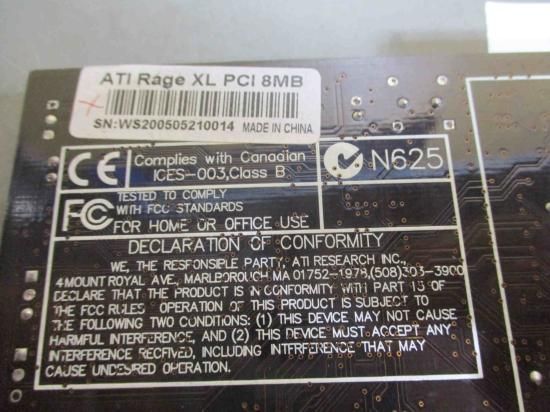 ATI Rage XL PCI 8MB
SN:WS200505210014 MADE IN CHINA
CE Complies with Canadian
ICES-003,Class B
N625
FC TESTED TO COMPLY
WITH FCC STANDARDS
FOR HOME OR OFFICE USE
DECLARATION OF CONFORMITY
WE, THE RESPONSIBLE PARTY, ATI RESEARCH INC.,
4 MOUNT ROYAL AVE, MARLBOROUGH MA 01752-1978,(508)303-3900
DECLARE THAT THE PRODUCT IS IN CONFORMITY WITH PART 15 OF
THE FCC RULES OPERATION OF THIS PRODUCT IS SUBJECT TO
THE FOLLOWING TWO CONDITIONS: (1) THIS DEVICE MAY NOT CAUSE
HARMFUL INTERFERENCE, AND (2) THIS DEVICE MUST ACCEPT ANY
INTERFERENCE RECEIVED, INCLUDING INTERFERENCE THAT MAY
CAUSE UNDESIRED OPERATION.